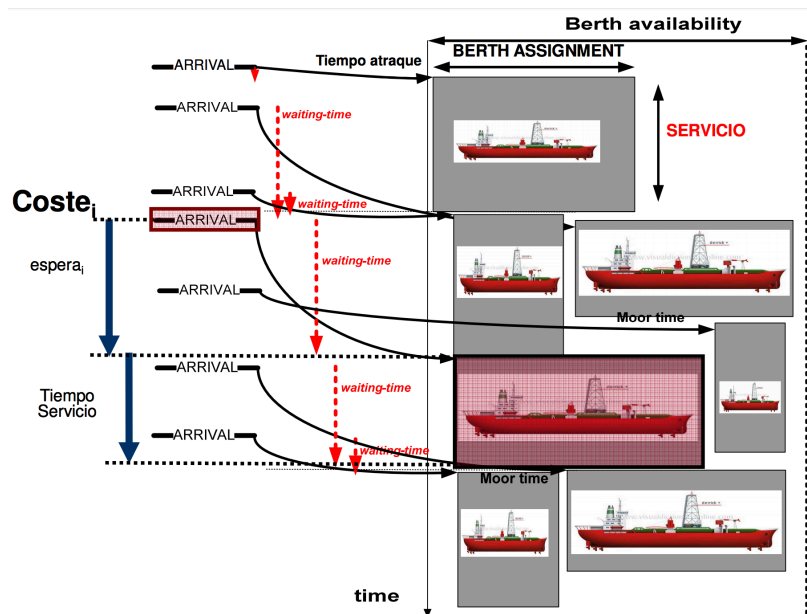 Berth availability
BERTH ASSIGNMENT
Tiempo atraque
ARRIVAL
ARRIVAL
waiting-time
SERVICIO
ARRIVAL
waiting-time
Coste i
ARRIVAL
espera i
waiting-time
ARRIVAL
Moor time
Tiempo
Servicio
ARRIVAL
waiting-time
ARRIVAL
waiting-time
Moor time
time